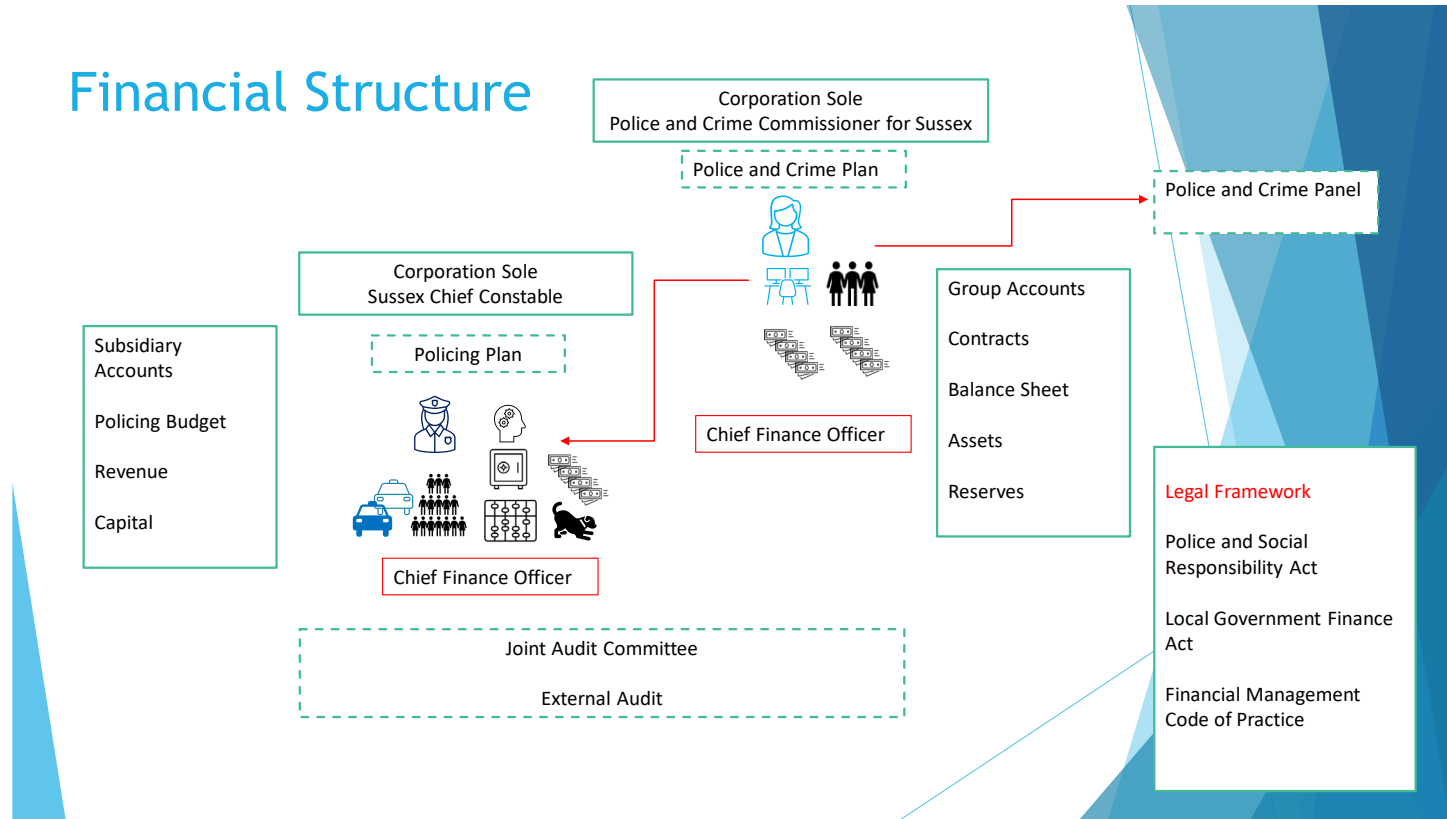 Financial Structure
Corporation Sole
Police and Crime Commissioner for Sussex
Police and Crime Plan
Police and Crime Panel
Corporation Sole
Sussex Chief Constable
Policing Plan
Subsidiary
Accounts
Policing Budget
Revenue
Capital
Chief Finance Officer
Group Accounts
Contracts
Balance Sheet
Assets
Reserves
Chief Finance Officer
Joint Audit Committee
External Audit
Legal Framework
Police and Social
Responsibility Act
Local Government Finance
Act
Financial Management
Code of Practice